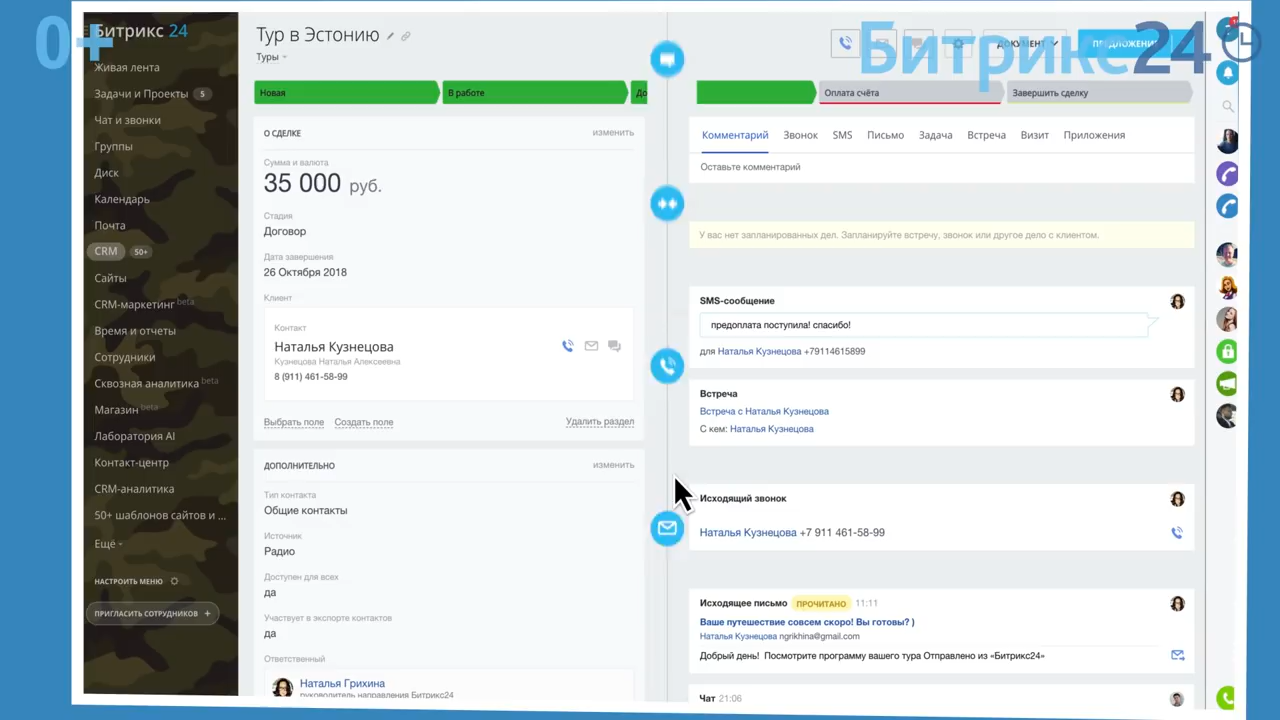 0+
Битрикс 24
Битрикс24
Живая лента
Задачи и Проекты 5
Чат и звонки
Группы
Диск
Календарь
Почта
CRM 50+
Сайты
CRM-маркетинг beta
Время и отчеты
Сотрудники
Сквозная аналитика beta
Магазин beta
Лаборатория AI
Контакт-центр
CRM-аналитика
50+ шаблонов сайтов и ...
Ещё
НАСТРОИТЬ МЕНЮ
ПРИГЛАСИТЬ СОТРУДНИКОВ +
Тур в Эстонию
Туры
ДОКУМЕНТ
ПРЕДЛОЖЕНИЕ
Новая
В работе
До
Оплата счёта
Завершить сделку
О СДЕЛКЕ
изменить
Сумма и валюта
35 000 руб.
Стадия
Договор
Дата завершения
26 Октября 2018
Клиент
Контакт
Наталья Кузнецова
Кузнецова Наталья Алексеевна
8 (911) 461-58-99
Выбрать поле
Создать поле
Удалить раздел
ДОПОЛНИТЕЛЬНО
изменить
Тип контакта
Общие контакты
Источник
Радио
Доступен для всех
да
Участвует в экспорте контактов
да
Ответственный
Наталья Грихина
руководитель направления Битрикс24
Комментарий Звонок SMS Письмо Задача Встреча Визит Приложения
Оставьте комментарий
У вас нет запланированных дел. Запланируйте встречу, звонок или другое дело с клиентом.
SMS-сообщение
предоплата поступила! спасибо!
для Наталья Кузнецова +79114615899
Встреча
Встреча с Наталья Кузнецова
С кем: Наталья Кузнецова
Исходящий звонок
Наталья Кузнецова +7 911 461-58-99
Исходящее письмо ПРОЧИТАНО 11:11
Ваше путешествие совсем скоро! Вы готовы? )
Наталья Кузнецова ngrikhina@gmail.com
Добрый день! Посмотрите программу вашего тура Отправлено из «Битрикс24»
Чат 21:06